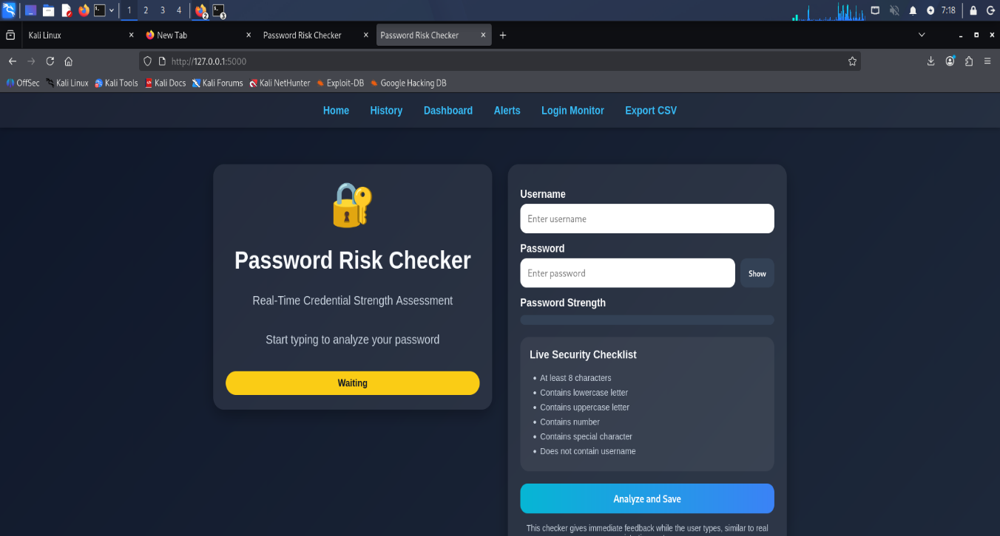 1 2 3 4 2 3 7:18
Kali Linux × New Tab × Password Risk Checker × Password Risk Checker × +
http://127.0.0.1:5000
OffSec Kali Linux Kali Tools Kali Docs Kali Forums Kali NetHunter Exploit-DB Google Hacking DB
Home History Dashboard Alerts Login Monitor Export CSV
Password Risk Checker
Real-Time Credential Strength Assessment
Start typing to analyze your password
Waiting
Username
Enter username
Password
Enter password Show
Password Strength
Live Security Checklist
• At least 8 characters
• Contains lowercase letter
• Contains uppercase letter
• Contains number
• Contains special character
• Does not contain username
Analyze and Save
This checker gives immediate feedback while the user types, similar to real